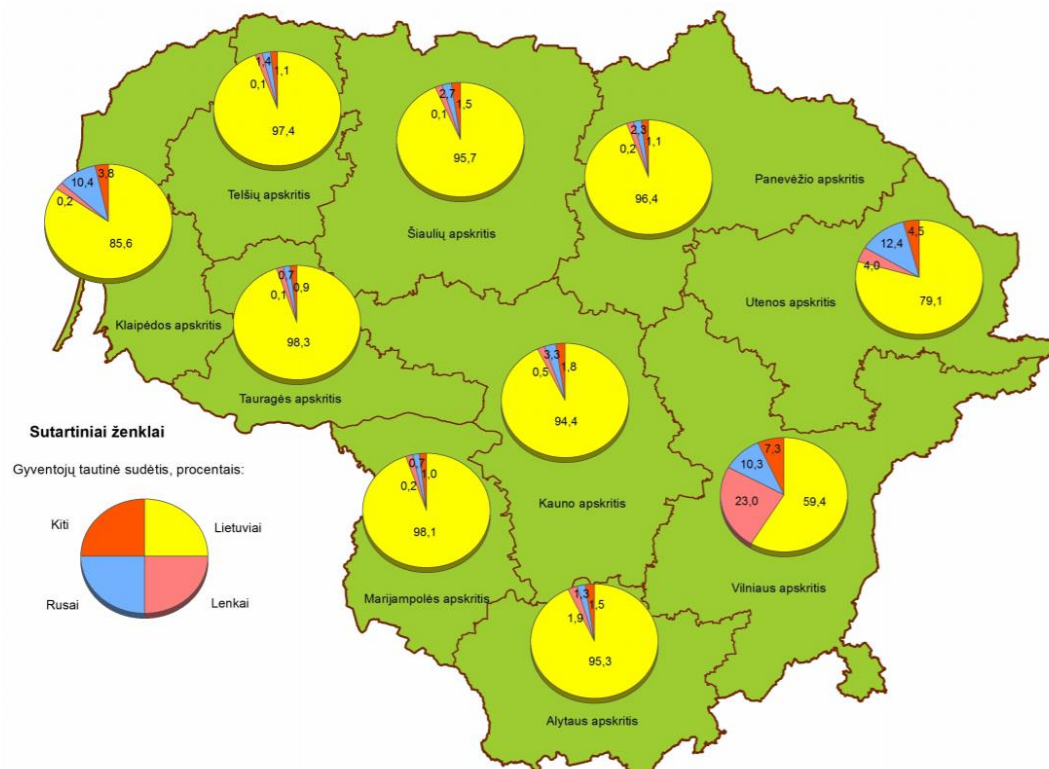 1,4
0,1
1,1
97,4
Telšių apskritis
2,7
0,1
1,5
95,7
Šiaulių apskritis
2,3
0,2
1,1
96,4
Panevėžio apskritis
10,4
3,8
0,2
85,6
Klaipėdos apskritis
12,4
4,5
4,0
79,1
Utenos apskritis
0,7
0,1
0,9
98,3
Tauragės apskritis
3,3
0,5
1,8
94,4
Kauno apskritis
0,7
0,2
1,0
98,1
Marijampolės apskritis
7,3
10,3
23,0
59,4
Vilniaus apskritis
1,3
1,9
1,5
95,3
Alytaus apskritis
Sutartiniai ženklai
Gyventojų tautinė sudėtis, procentais:
Kiti
Lietuviai
Rusai
Lenkai